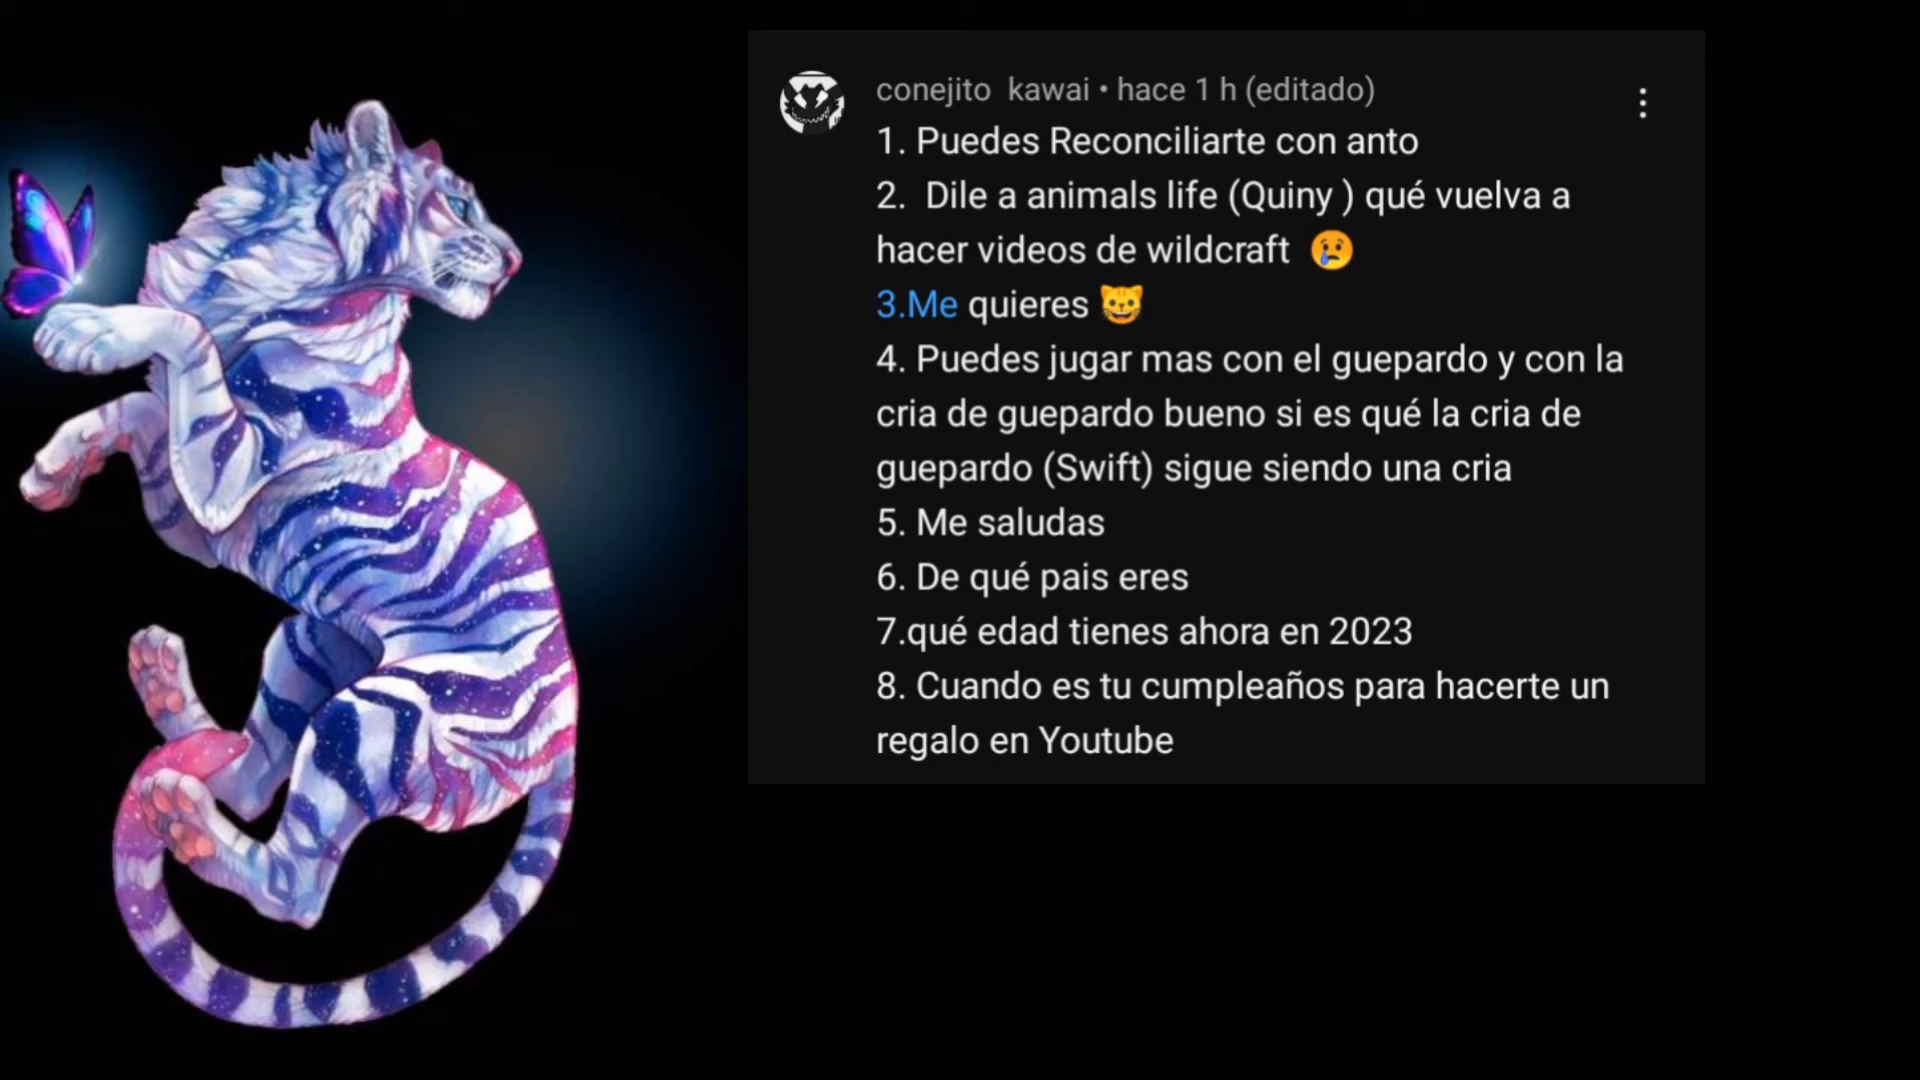 conejito kawai • hace 1 h (editado)
1. Puedes Reconciliarte con anto
2. Dile a animals life (Quiny ) qué vuelva a
hacer videos de wildcraft 😢
3.Me quieres 😺
4. Puedes jugar mas con el guepardo y con la
cria de guepardo bueno si es qué la cria de
guepardo (Swift) sigue siendo una cria
5. Me saludas
6. De qué pais eres
7.qué edad tienes ahora en 2023
8. Cuando es tu cumpleaños para hacerte un
regalo en Youtube